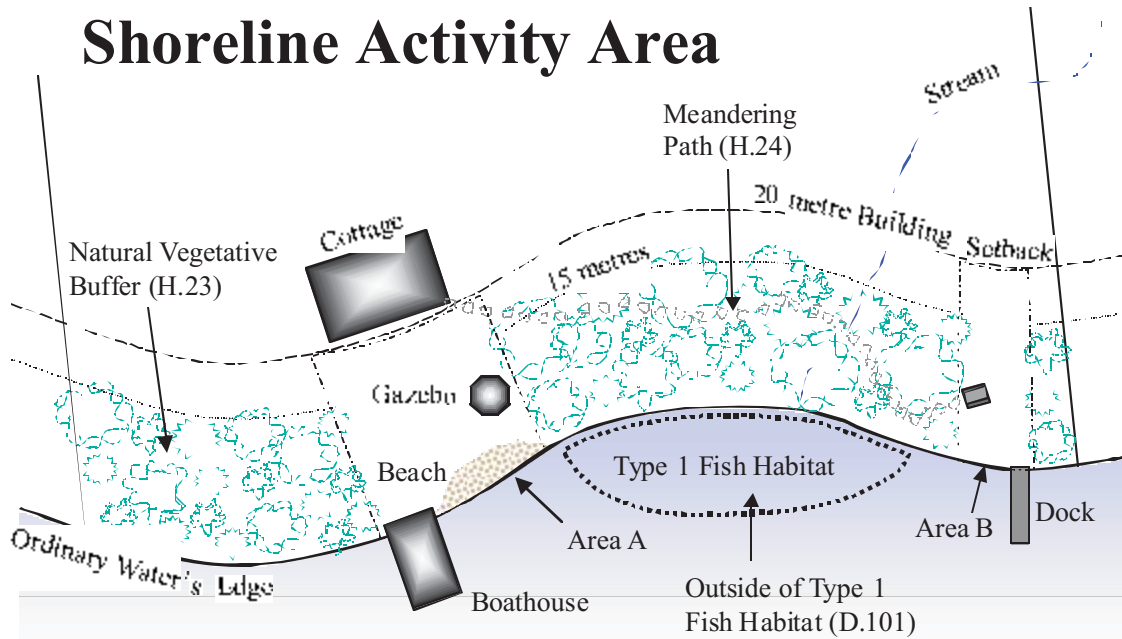 Shoreline Activity Area
Stream
Meandering
Path (H.24)
20 metre Building Setback
Cottage
Natural Vegetative
Buffer (H.23)
15 metres
Gazebo
Beach
Type 1 Fish Habitat
Area A
Area B
Dock
Ordinary Water's Edge
Boathouse
Outside of Type 1
Fish Habitat (D.101)